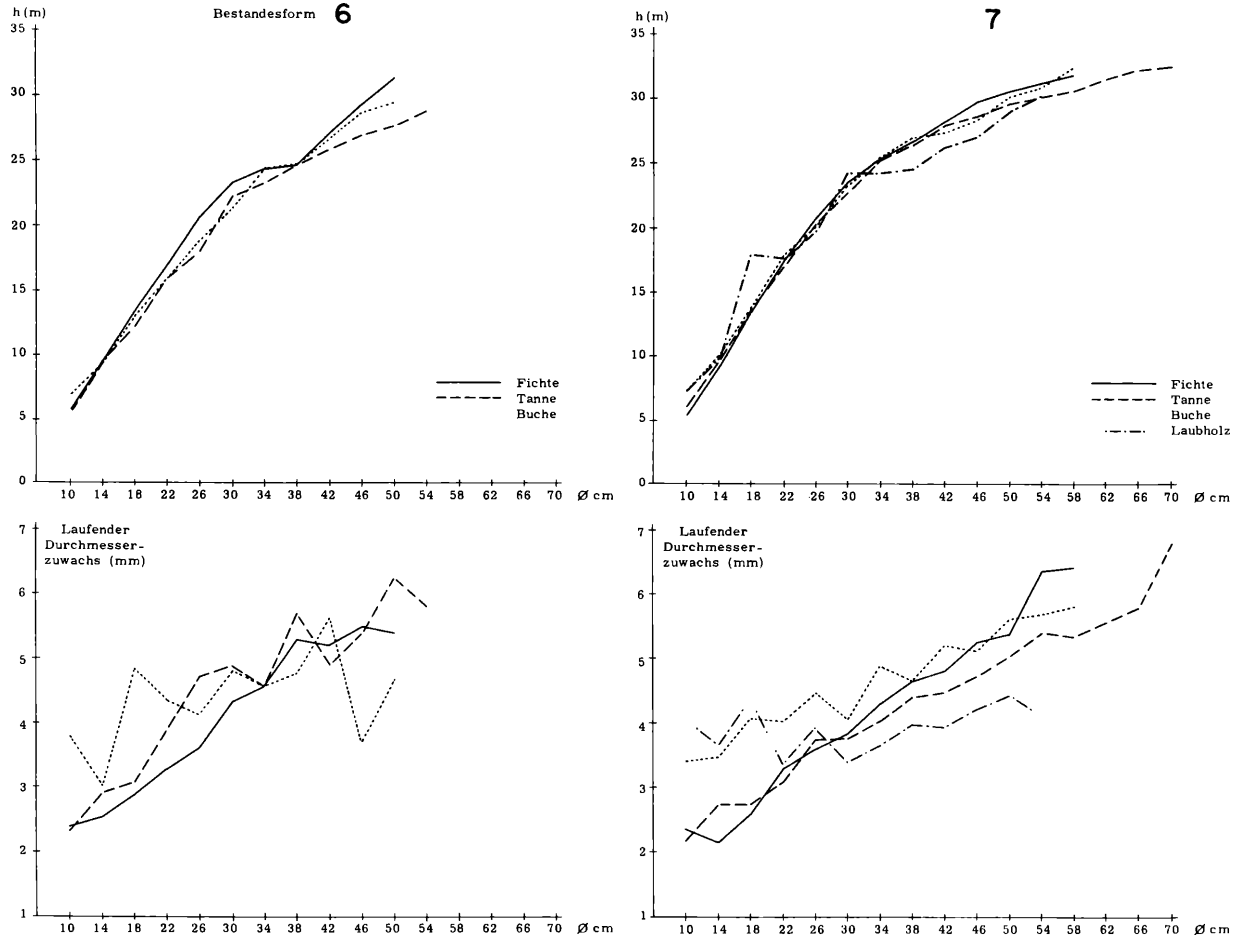 h (m)
Bestandesform 6
35
30
25
20
15
10
5
0
Fichte
Tanne
Buche
10 14 18 22 26 30 34 38 42 46 50 54 58 62 66 70 Ø cm
h (m)
7
35
30
25
20
15
10
5
0
Fichte
Tanne
Buche
Laubholz
10 14 18 22 26 30 34 38 42 46 50 54 58 62 66 70 Ø cm
7
Laufender
Durchmesser-
zuwachs (mm)
6
5
4
3
2
1
10 14 18 22 26 30 34 38 42 46 50 54 58 62 66 70 Ø cm
7
Laufender
Durchmesser-
zuwachs (mm)
6
5
4
3
2
1
10 14 18 22 26 30 34 38 42 46 50 54 58 62 66 70 Ø cm